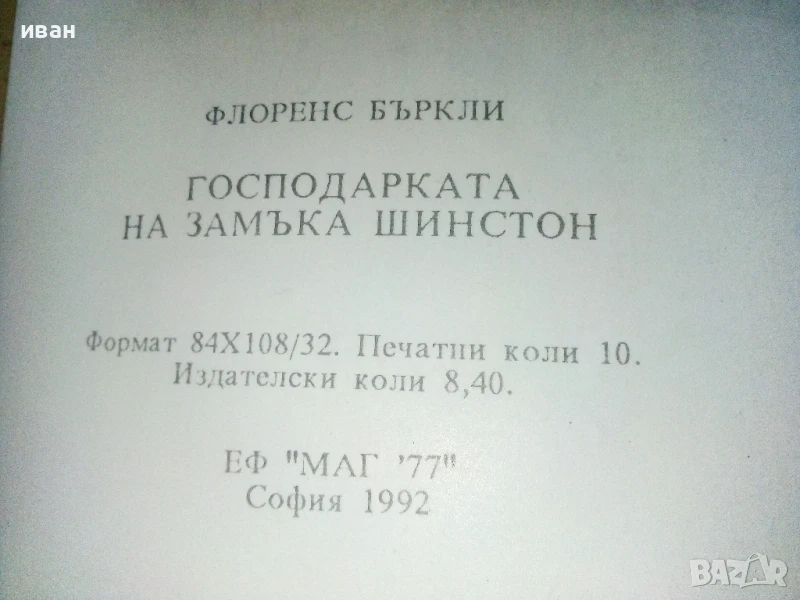 иван
ФЛОРЕНС БЪРКЛИ
ГОСПОДАРКАТА
НА ЗАМЪКА ШИНСТОН
Формат 84X108/32. Печатни коли 10.
Издателски коли 8,40.
ЕФ "МАГ '77"
София 1992
BAZAR